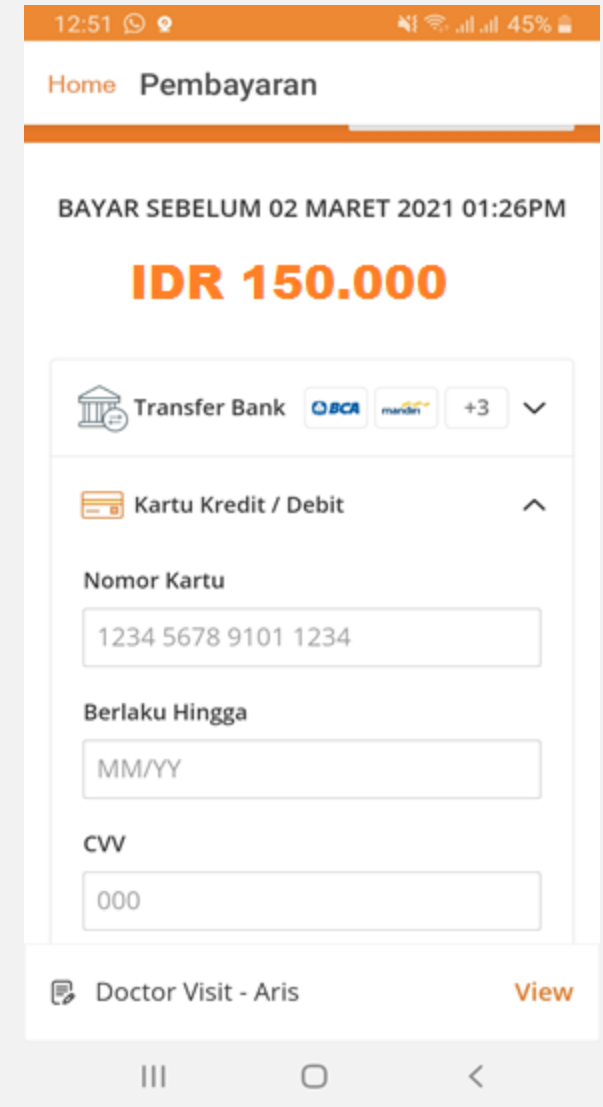 12:51 45%
Home Pembayaran
BAYAR SEBELUM 02 MARET 2021 01:26PM
IDR 150.000
Transfer Bank BCA mandiri +3
Kartu Kredit / Debit
Nomor Kartu
1234 5678 9101 1234
Berlaku Hingga
MM/YY
CVV
000
Doctor Visit - Aris View